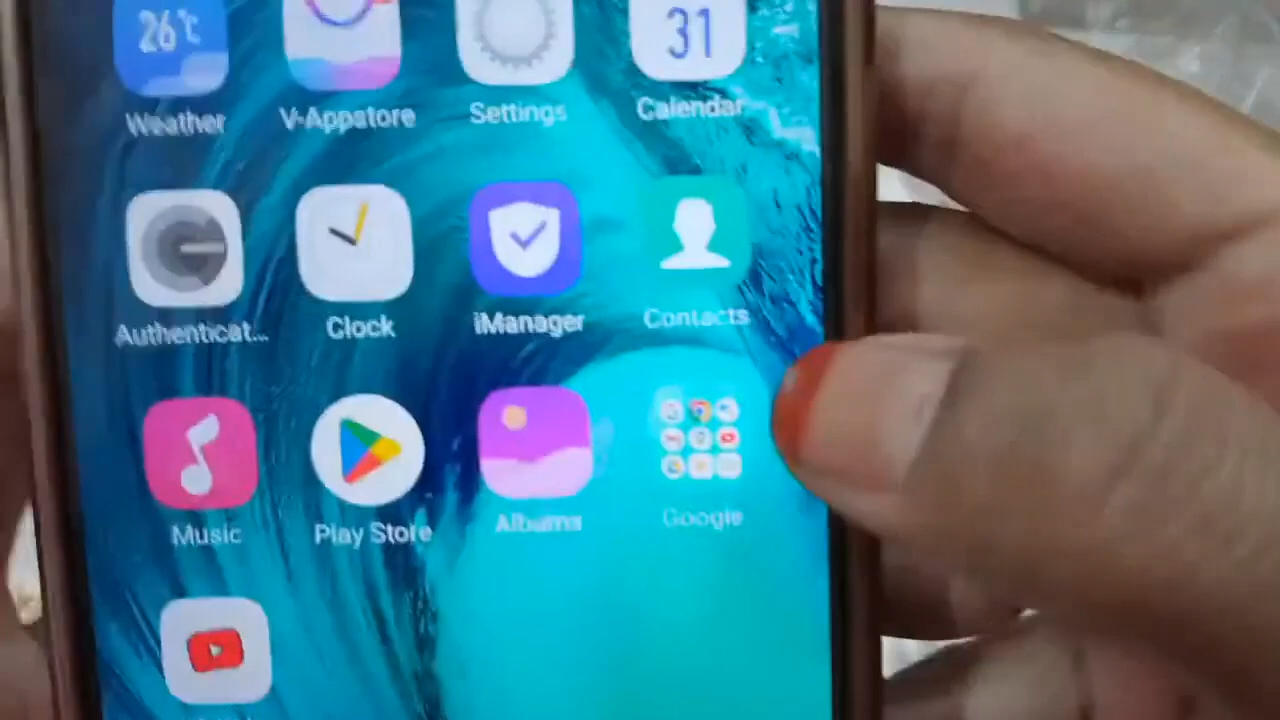 26°c
31
Weather
V-Appstore
Settings
Calendar
Authenticat...
Clock
iManager
Contacts
Music
Play Store
Albums
Google